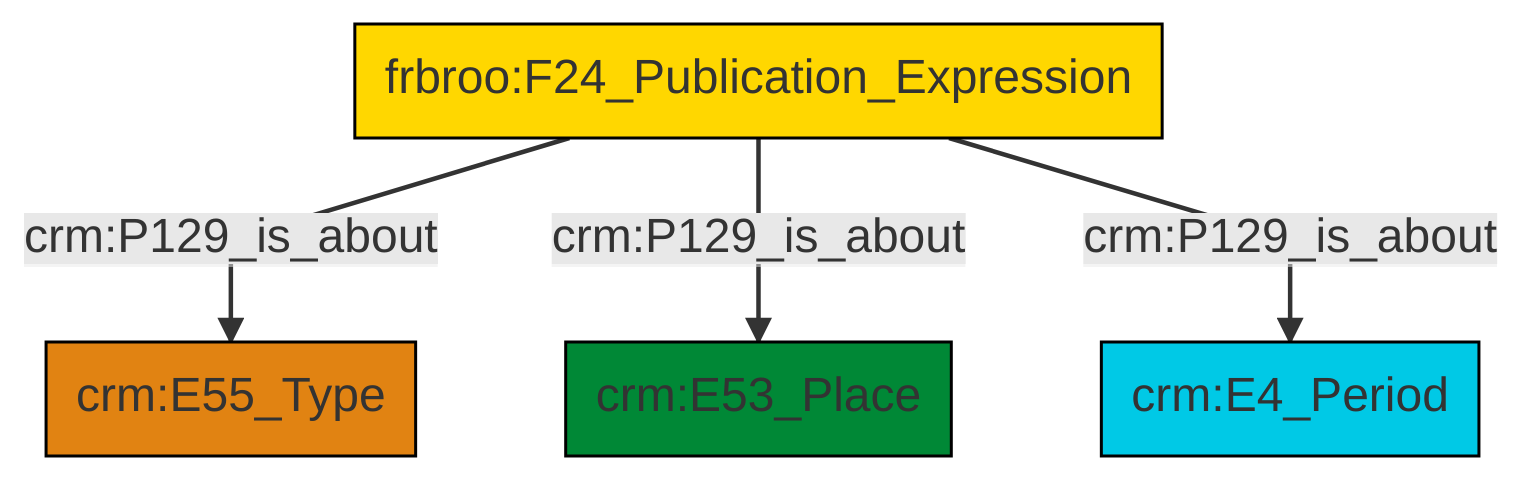 frbroo:F24_Publication_Expression
crm:P129_is_about
crm:P129_is_about
crm:P129_is_about
crm:E55_Type
crm:E53_Place
crm:E4_Period